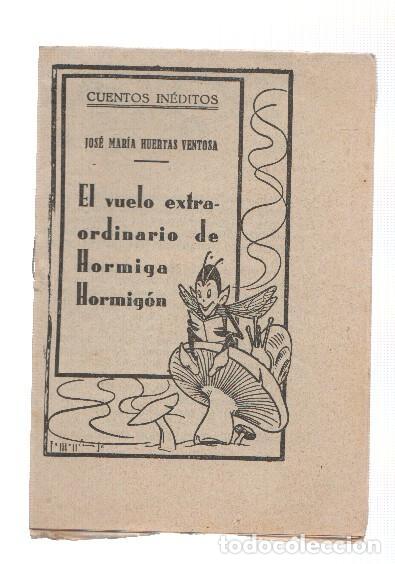 CUENTOS INÉDITOS
JOSÉ MARÍA HUERTAS VENTOSA
El vuelo extra-
ordinario de
Hormiga
Hormigón
todocoleccion